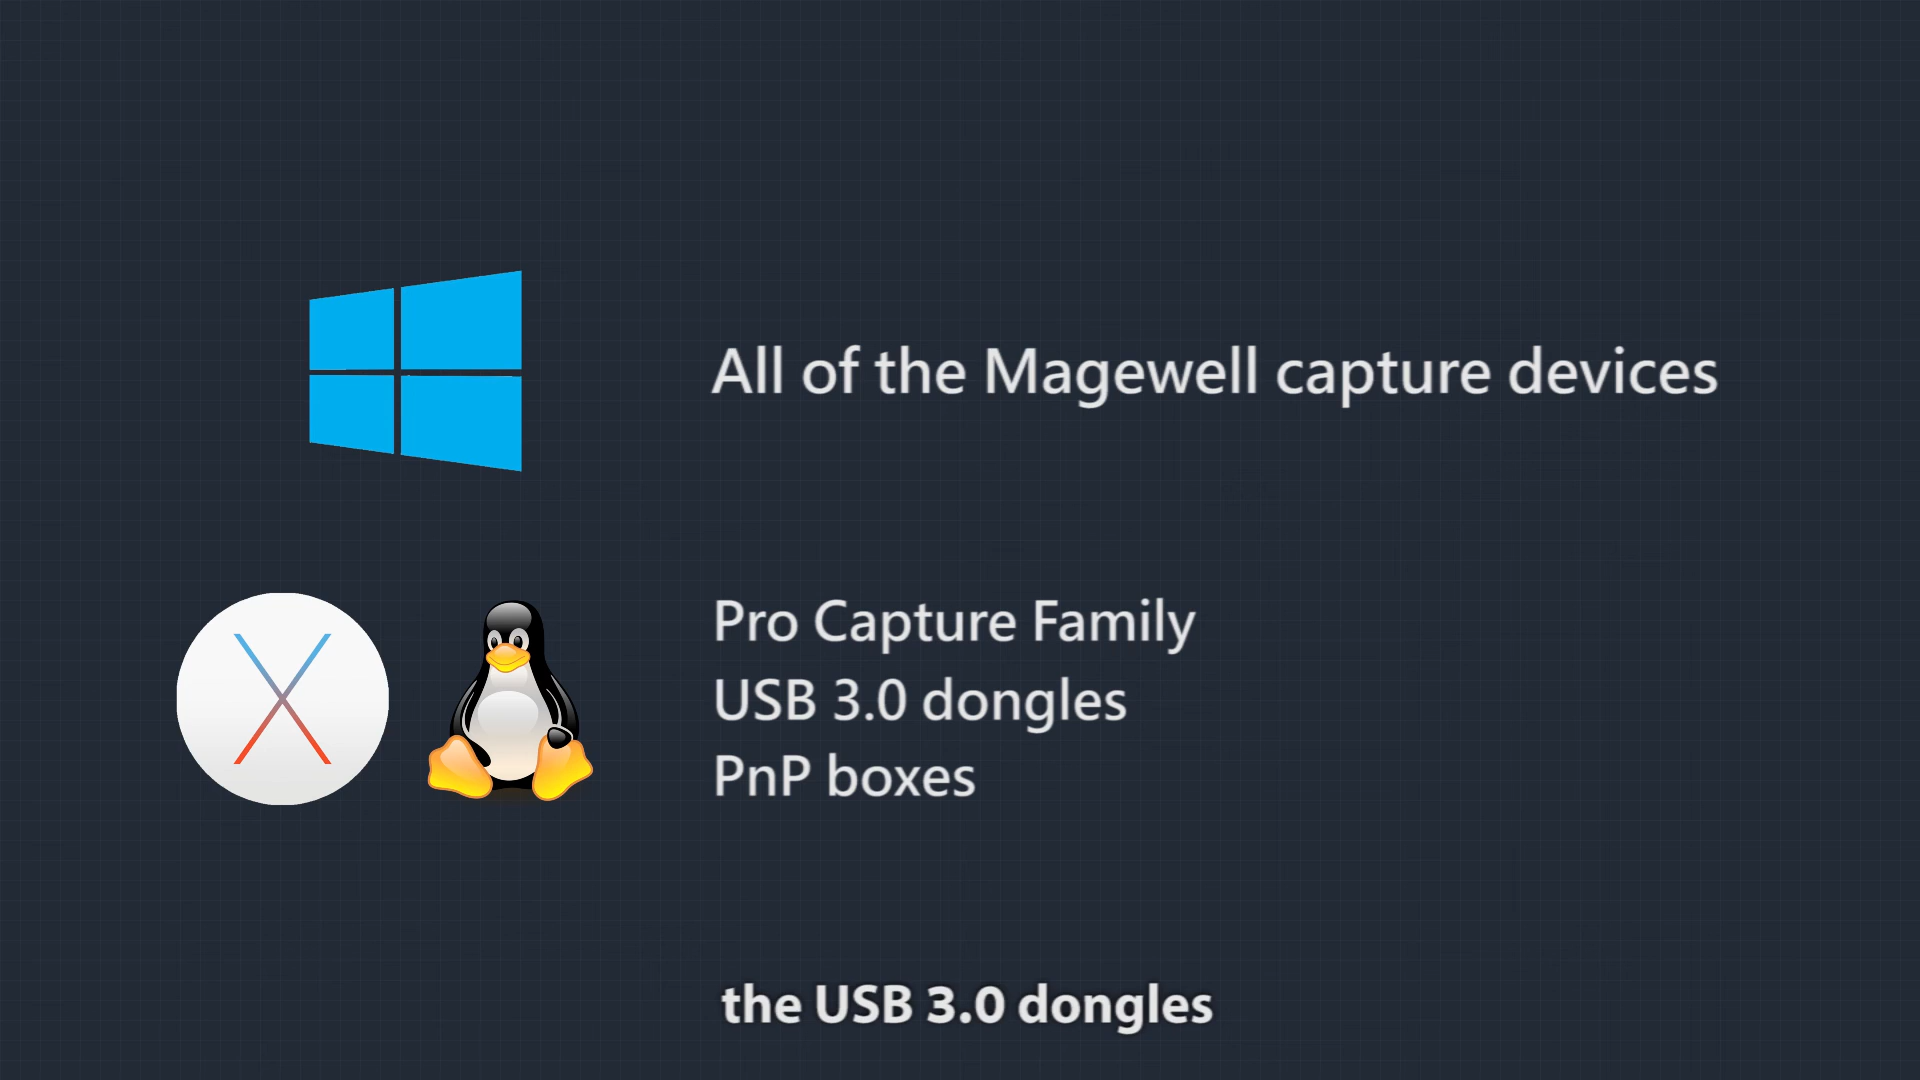 All of the Magewell capture devices
Pro Capture Family
USB 3.0 dongles
PnP boxes
the USB 3.0 dongles